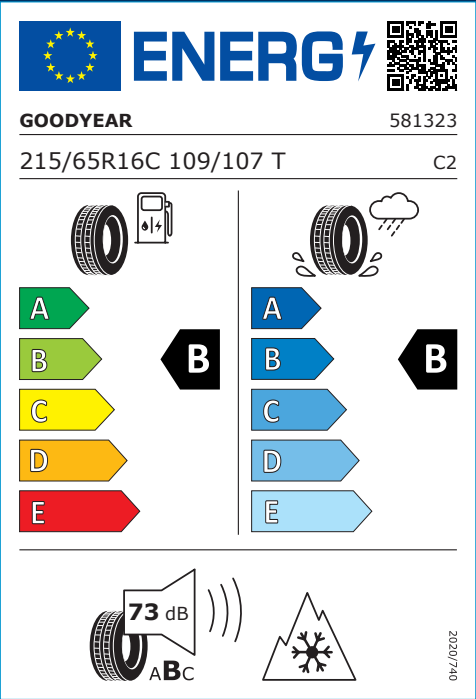 ENERG
GOODYEAR 581323
215/65R16C 109/107 T C2
A A
B B B B
C C
D D
E E
73 dB
ABC
2020/740